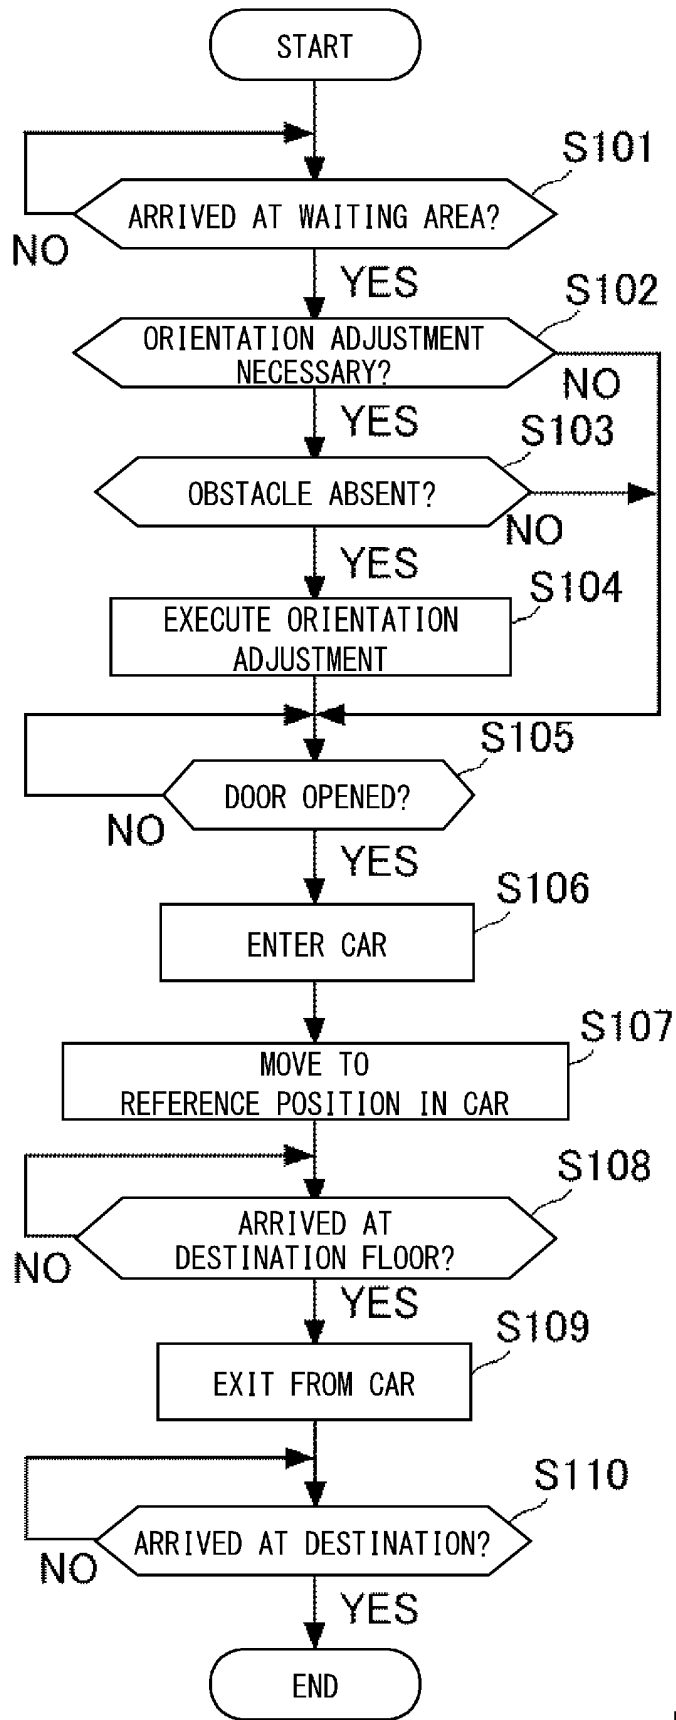 START
S101
ARRIVED AT WAITING AREA?
NO
YES
S102
ORIENTATION ADJUSTMENT
NECESSARY?
NO
YES
S103
OBSTACLE ABSENT?
NO
YES
S104
EXECUTE ORIENTATION
ADJUSTMENT
S105
DOOR OPENED?
NO
YES
S106
ENTER CAR
S107
MOVE TO
REFERENCE POSITION IN CAR
S108
ARRIVED AT
DESTINATION FLOOR?
NO
YES
S109
EXIT FROM CAR
S110
ARRIVED AT DESTINATION?
NO
YES
END